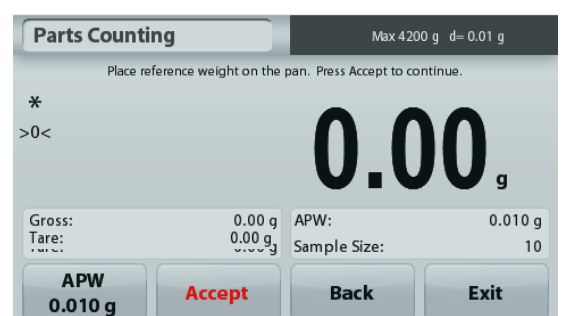 Parts Counting
Max 4200 g d= 0.01 g
Place reference weight on the pan. Press Accept to continue.
*
>0<
0.00 g
Gross: 0.00 g
Tare: 0.00 g
APW: 0.010 g
Sample Size: 10
APW
0.010 g
Accept
Back
Exit